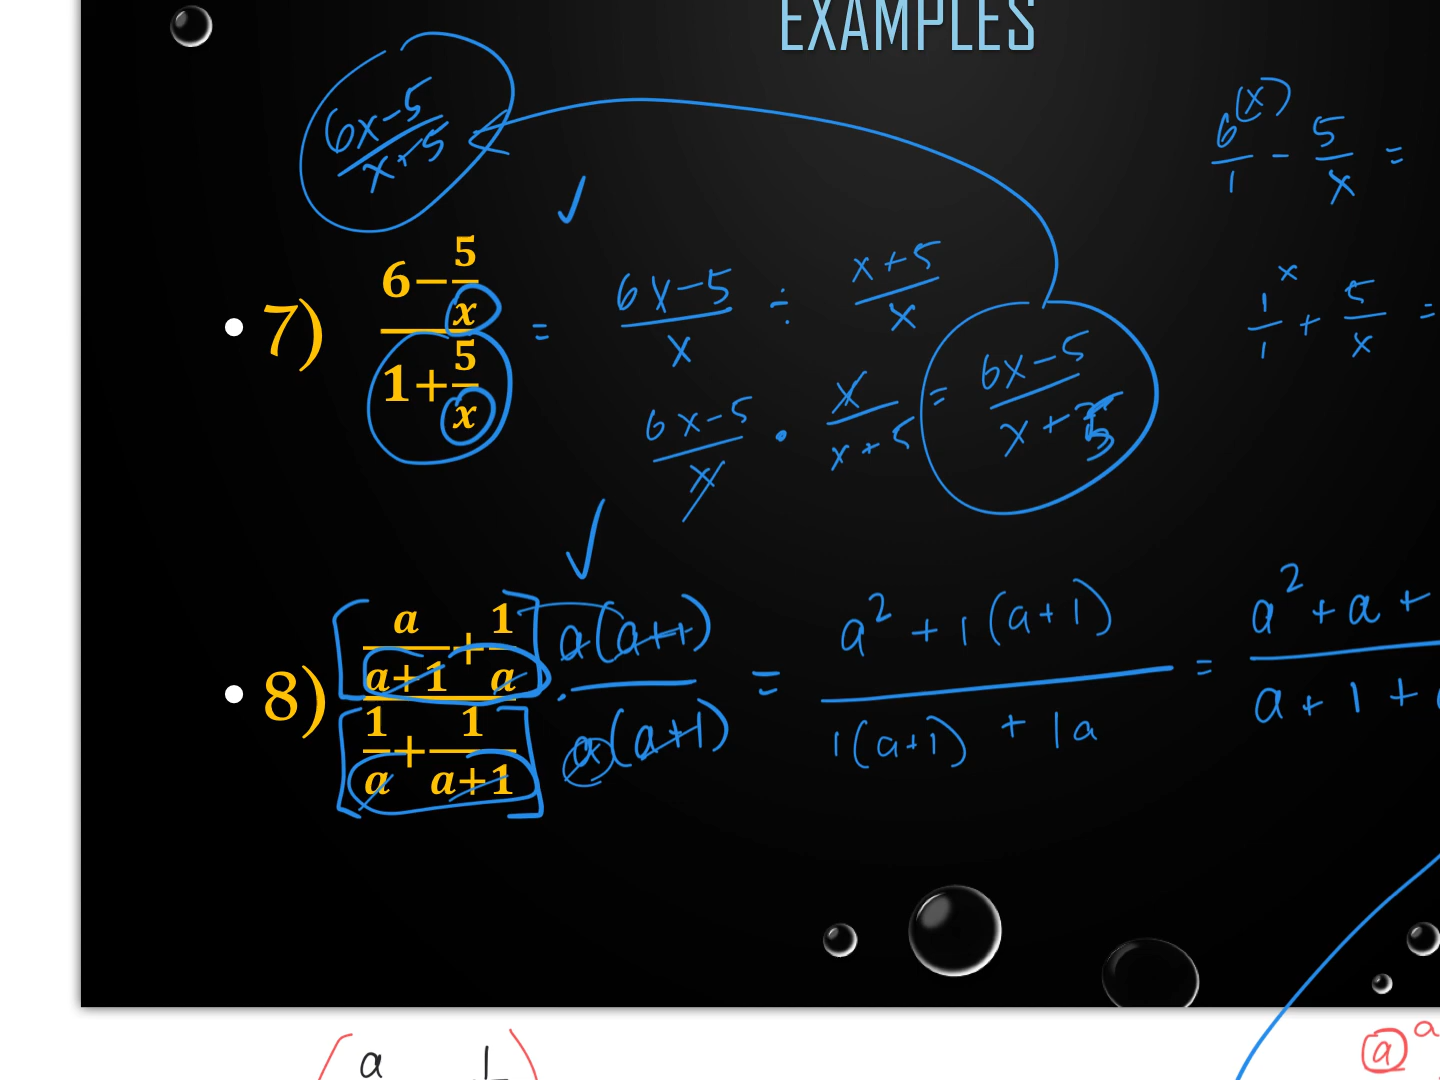 EXAMPLES
(6x-5)/(x+5)
6(x)/1 - 5/x =
• 7) (6 - 5/x)/(1 + 5/x) = (6x-5)/x ÷ (x+5)/x
1x/1 + 5/x =
(6x-5)/x · x/(x+5) = (6x-5)/(x+5)
• 8) [a/(a+1) + 1/a]/[1/a + 1/(a+1)] · a(a+1)/a(a+1) = (a² + 1(a+1))/(1(a+1) + 1a) = (a² + a +)/(a + 1 +)
(a 1
(a) a